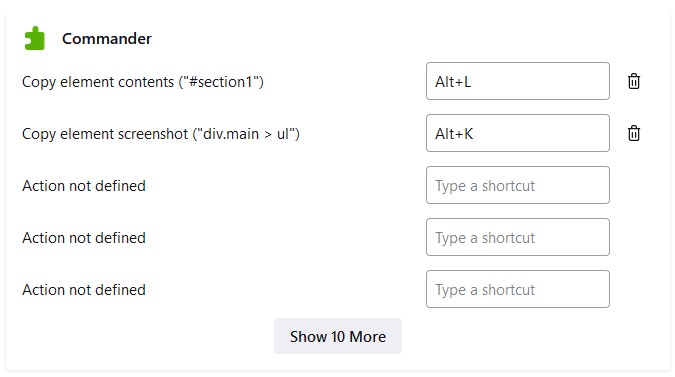 Commander
Copy element contents ("#section1") Alt+L
Copy element screenshot ("div.main > ul") Alt+K
Action not defined Type a shortcut
Action not defined Type a shortcut
Action not defined Type a shortcut
Show 10 More